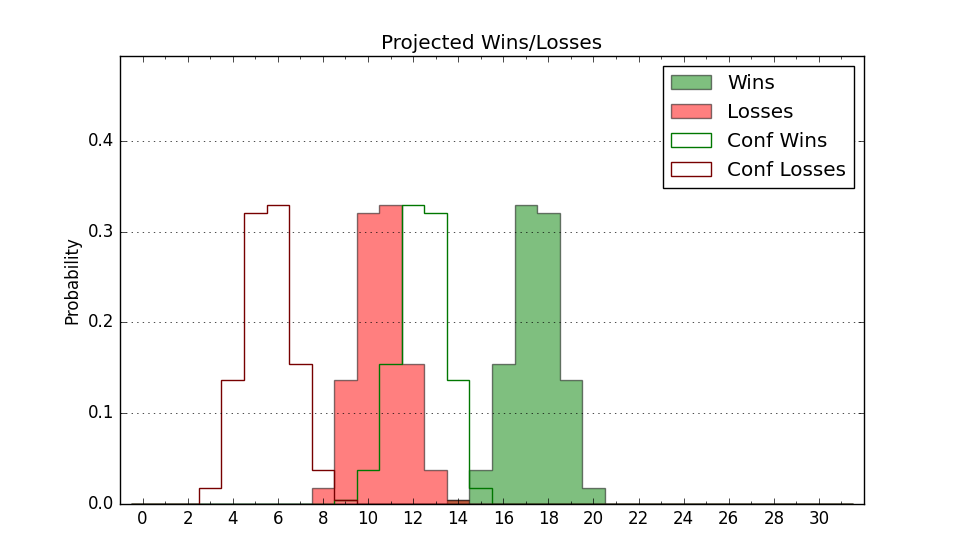 Projected Wins/Losses
Wins
Losses
Conf Wins
Conf Losses
Probability
0.4
0.3
0.2
0.1
0.0
0 2 4 6 8 10 12 14 16 18 20 22 24 26 28 30